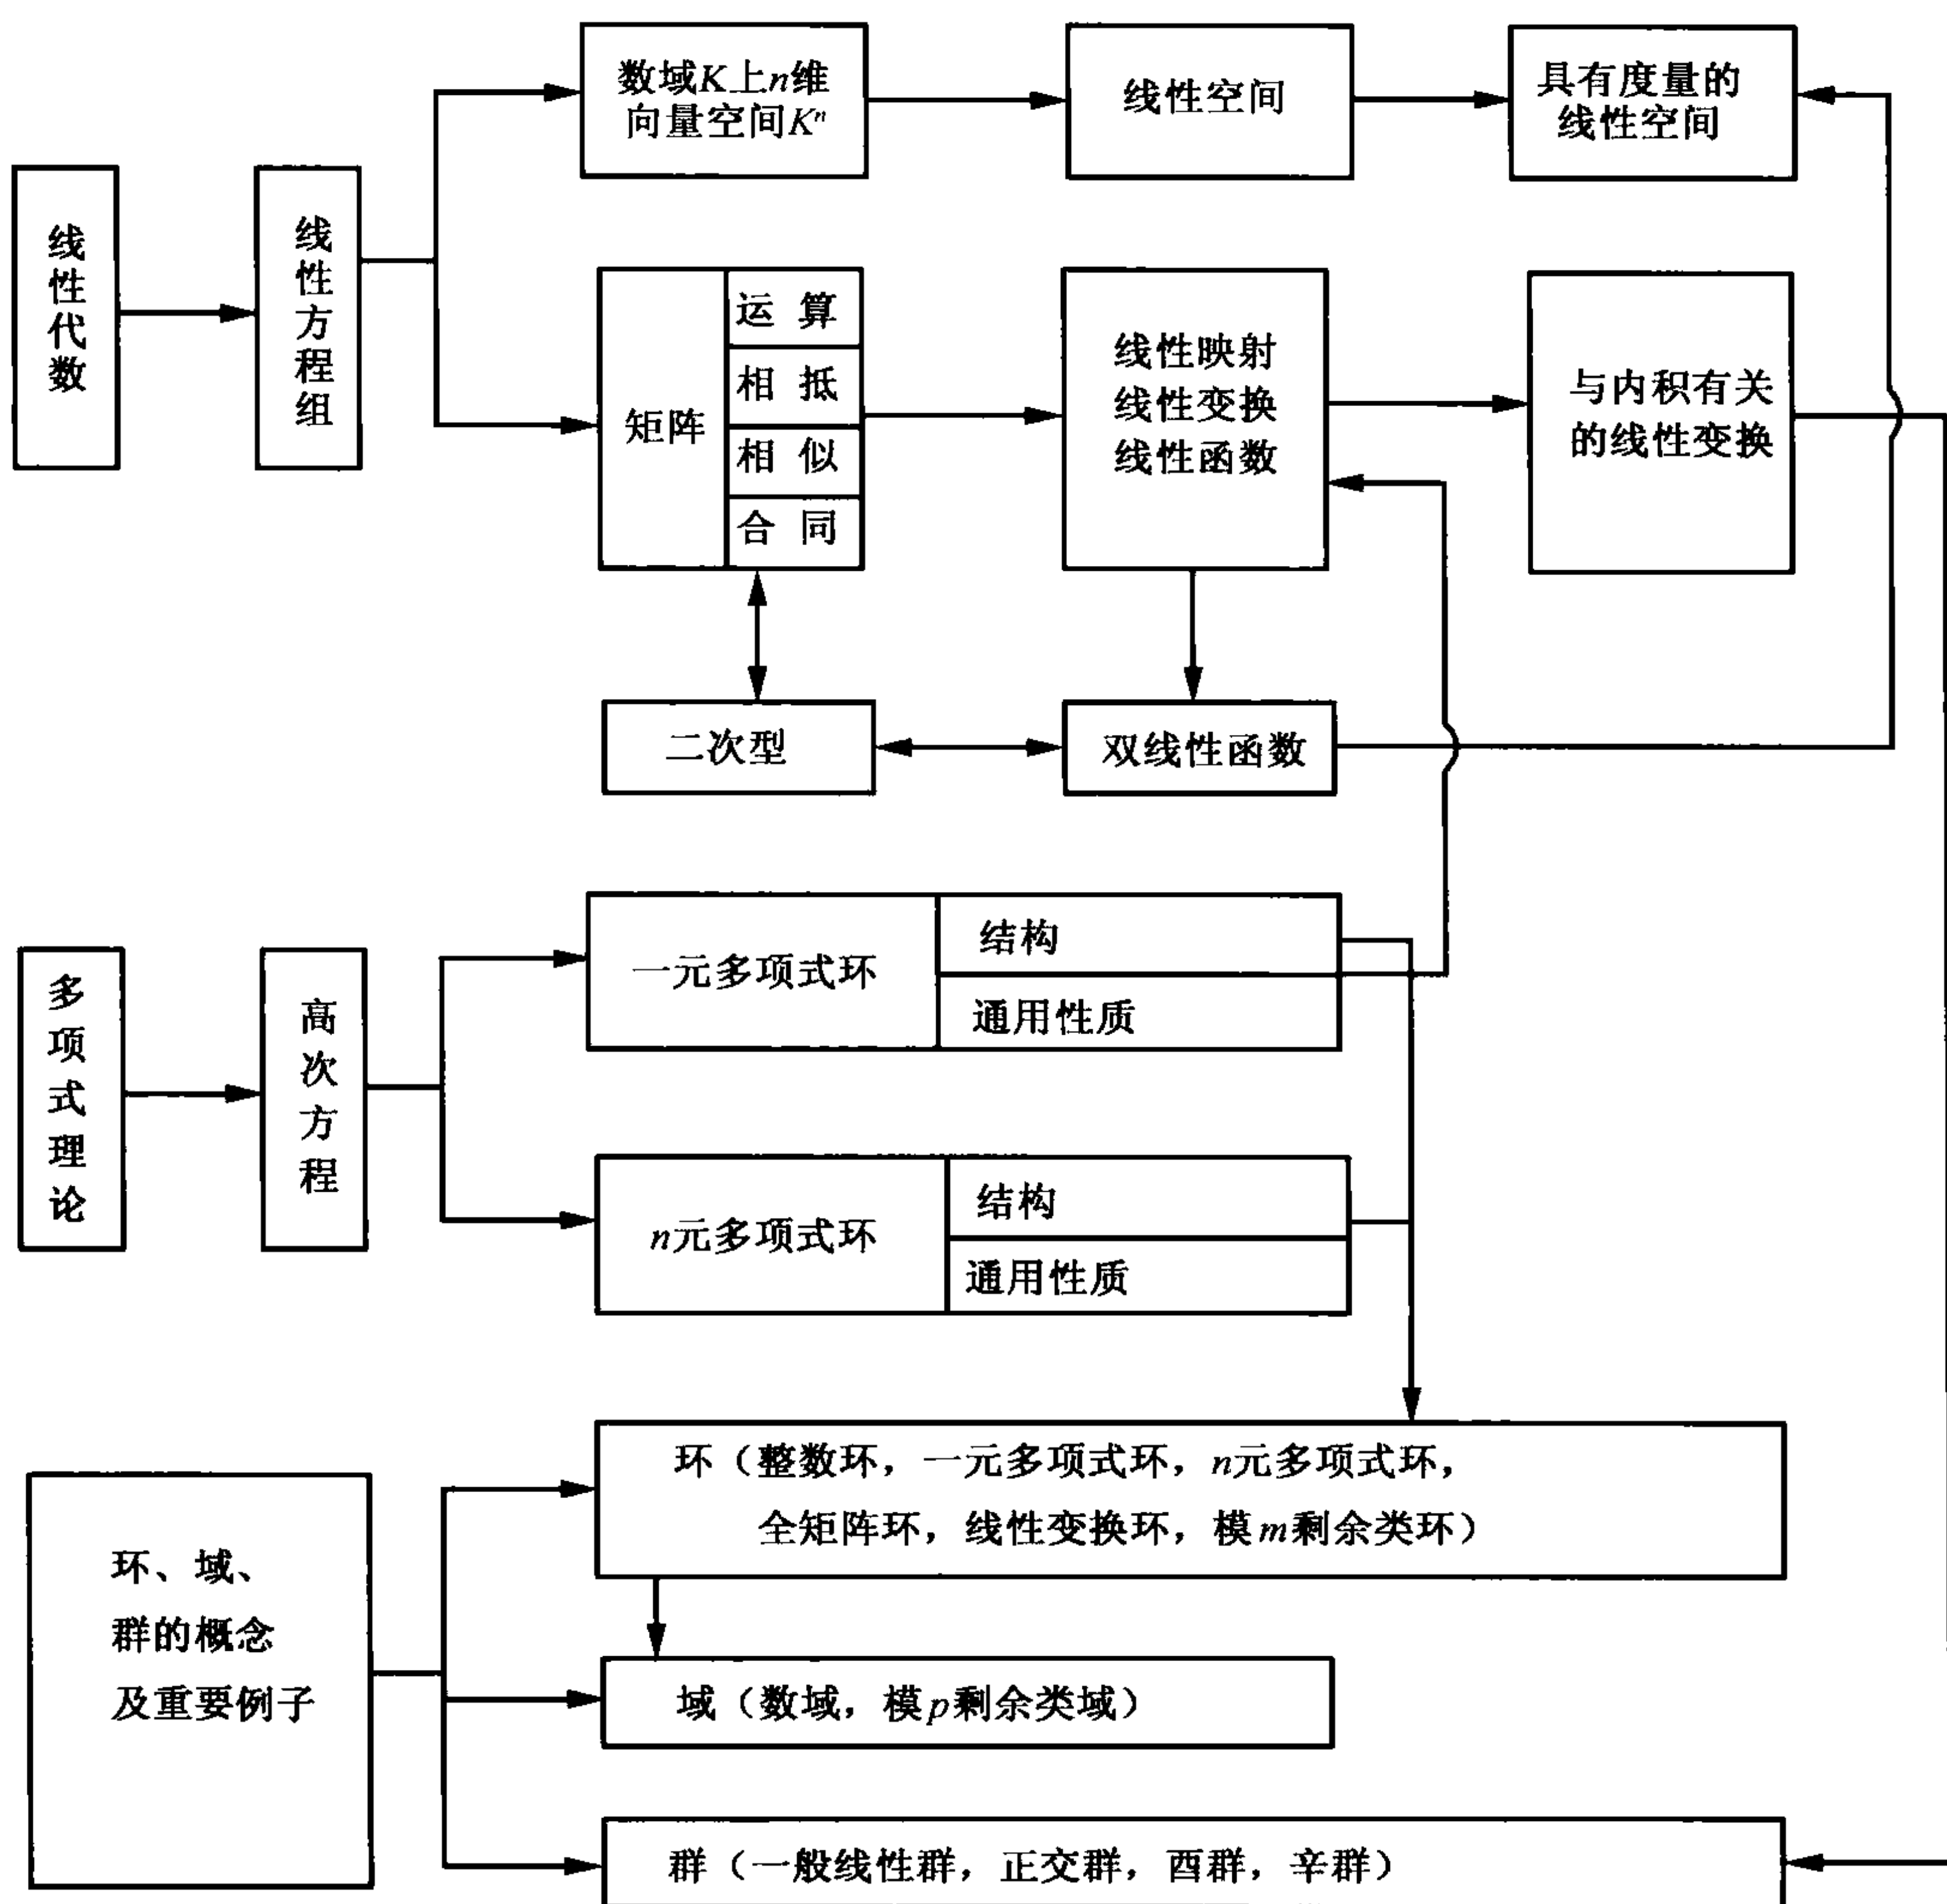 数域K上n维
向量空间Kⁿ
线性空间
具有度量的
线性空间
线性代数
线性方程组
矩阵
运 算
相 抵
相 似
合 同
线性映射
线性变换
线性函数
与内积有关
的线性变换
二次型
双线性函数
多项式理论
高次方程
一元多项式环
结构
通用性质
n元多项式环
结构
通用性质
环、域、
群的概念
及重要例子
环（整数环，一元多项式环，n元多项式环，
全矩阵环，线性变换环，模m剩余类环）
域（数域，模p剩余类域）
群（一般线性群，正交群，酉群，辛群）